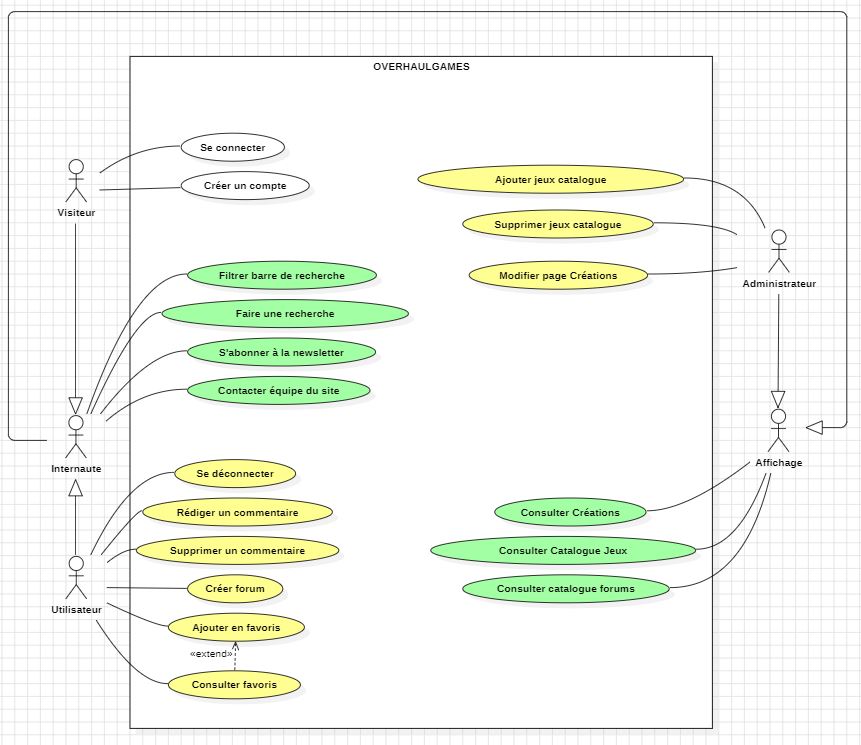 OVERHAULGAMES
Se connecter
Créer un compte
Visiteur
Ajouter jeux catalogue
Supprimer jeux catalogue
Modifier page Créations
Administrateur
Filtrer barre de recherche
Faire une recherche
S'abonner à la newsletter
Contacter équipe du site
Internaute
Affichage
Se déconnecter
Rédiger un commentaire
Supprimer un commentaire
Créer forum
Ajouter en favoris
«extend»
Consulter favoris
Utilisateur
Consulter Créations
Consulter Catalogue Jeux
Consulter catalogue forums